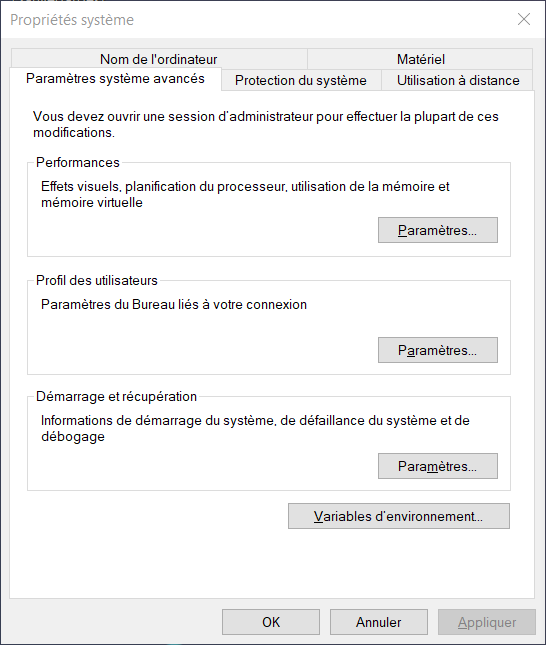 Propriétés système
Nom de l'ordinateur
Matériel
Paramètres système avancés
Protection du système
Utilisation à distance
Vous devez ouvrir une session d'administrateur pour effectuer la plupart de ces
modifications.
Performances
Effets visuels, planification du processeur, utilisation de la mémoire et
mémoire virtuelle
Paramètres...
Profil des utilisateurs
Paramètres du Bureau liés à votre connexion
Paramètres...
Démarrage et récupération
Informations de démarrage du système, de défaillance du système et de
débogage
Paramètres...
Variables d'environnement...
OK
Annuler
Appliquer